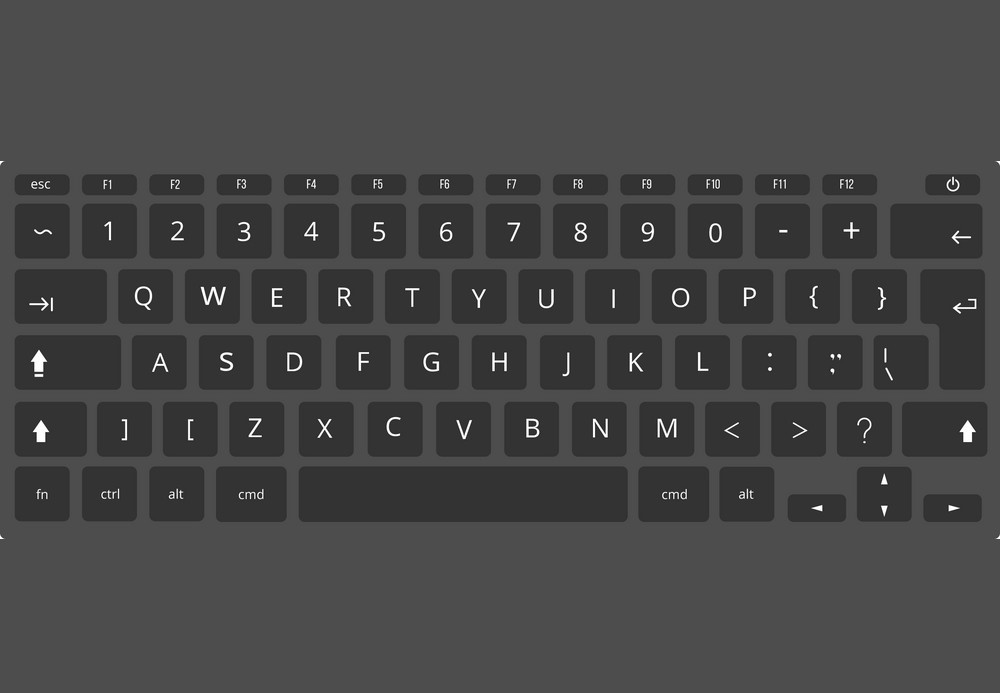 esc F1 F2 F3 F4 F5 F6 F7 F8 F9 F10 F11 F12
~ 1 2 3 4 5 6 7 8 9 0 - + ←
→| Q W E R T Y U I O P { } ↵
A S D F G H J K L : " ; | \
] [ Z X C V B N M < > ?
fn ctrl alt cmd cmd alt ◄ ▲ ▼ ►